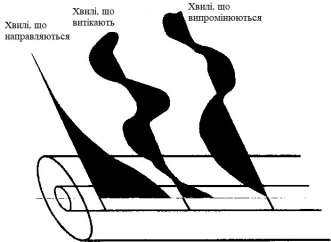 Хвилі, що
направляються
Хвилі, що
витікають
Хвилі, що
випромінюються